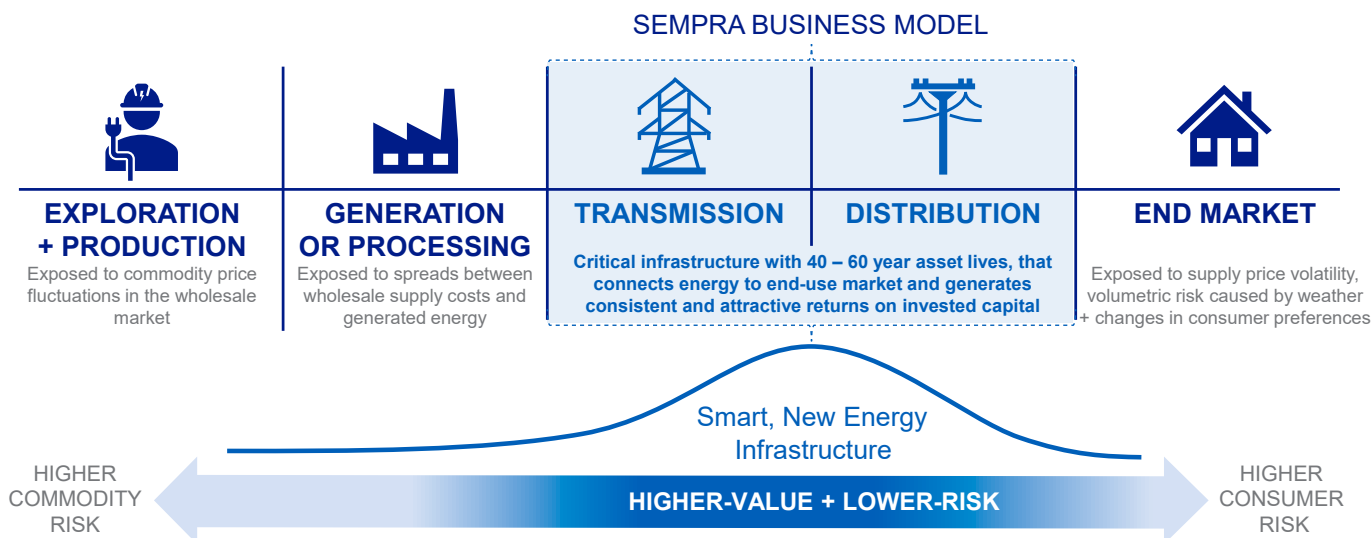 SEMPRA BUSINESS MODEL
EXPLORATION
+ PRODUCTION
Exposed to commodity price
fluctuations in the wholesale
market
GENERATION
OR PROCESSING
Exposed to spreads between
wholesale supply costs and
generated energy
TRANSMISSION
DISTRIBUTION
Critical infrastructure with 40 – 60 year asset lives, that
connects energy to end-use market and generates
consistent and attractive returns on invested capital
END MARKET
Exposed to supply price volatility,
volumetric risk caused by weather
+ changes in consumer preferences
Smart, New Energy
Infrastructure
HIGHER
COMMODITY
RISK
HIGHER-VALUE + LOWER-RISK
HIGHER
CONSUMER
RISK